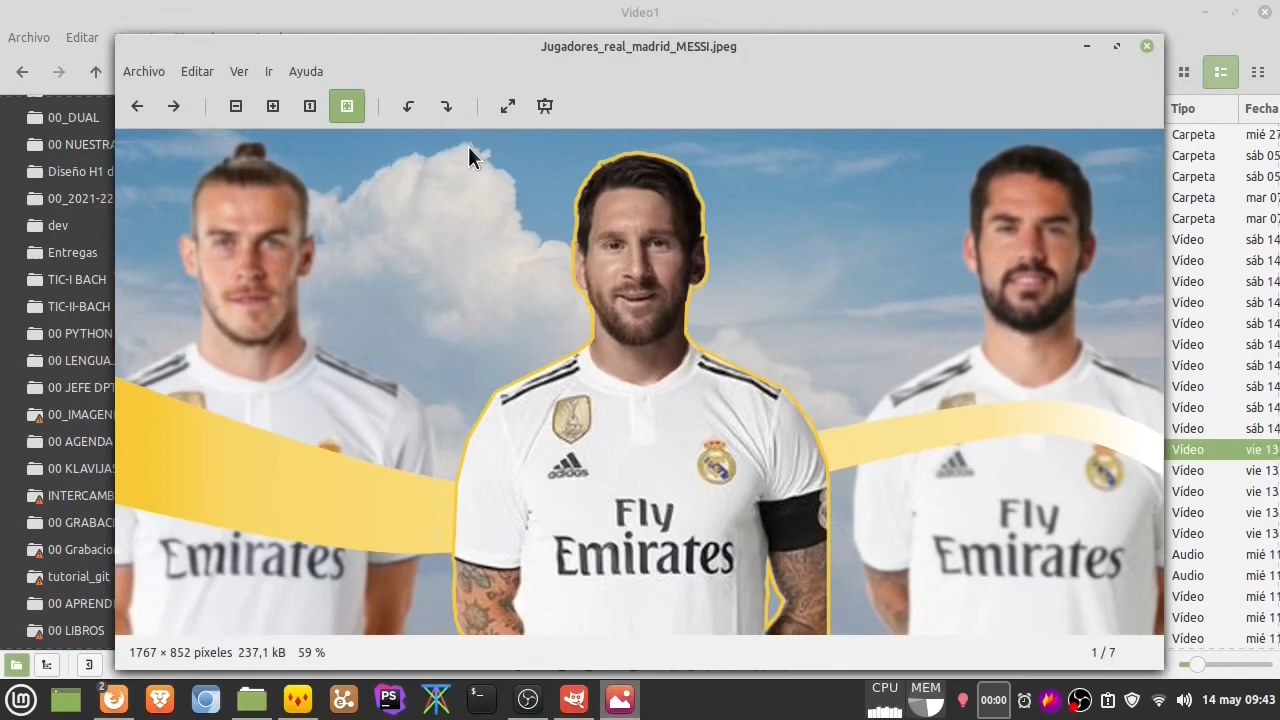 Vídeo1
Archivo Editar
Jugadores_real_madrid_MESSI.jpeg
Archivo Editar Ver Ir Ayuda
Tipo Fecha
00_DUAL
00 NUESTRA
Diseño H1 d
00_2021-22
dev
Entregas
TIC-I BACH
TIC-II-BACH
00 PYTHON
00 LENGUA
00 JEFE DPT
00_IMAGEN
00 AGENDA
00 KLAVIJAS
INTERCAMB
00 GRABACI
00 Grabacio
tutorial_git
00 APREND
00 LIBROS
adidas
Fly
Emirates
Fly
Emirates
Emirates
Carpeta mié 27
Carpeta sáb 05
Carpeta sáb 05
Carpeta mar 07
Carpeta mar 07
Vídeo sáb 14
Vídeo sáb 14
Vídeo sáb 14
Vídeo sáb 14
Vídeo sáb 14
Vídeo sáb 14
Vídeo sáb 14
Vídeo sáb 14
Vídeo sáb 14
Vídeo sáb 14
Vídeo vie 13
Vídeo vie 13
Vídeo vie 13
Vídeo vie 13
Vídeo vie 13
Audio mié 11
Audio mié 11
Vídeo mié 11
Vídeo mié 11
Vídeo mié 11
1767 × 852 píxeles 237,1 kB 59 %
1 / 7
2
PS
CPU MEM
00:00
14 may 09:43